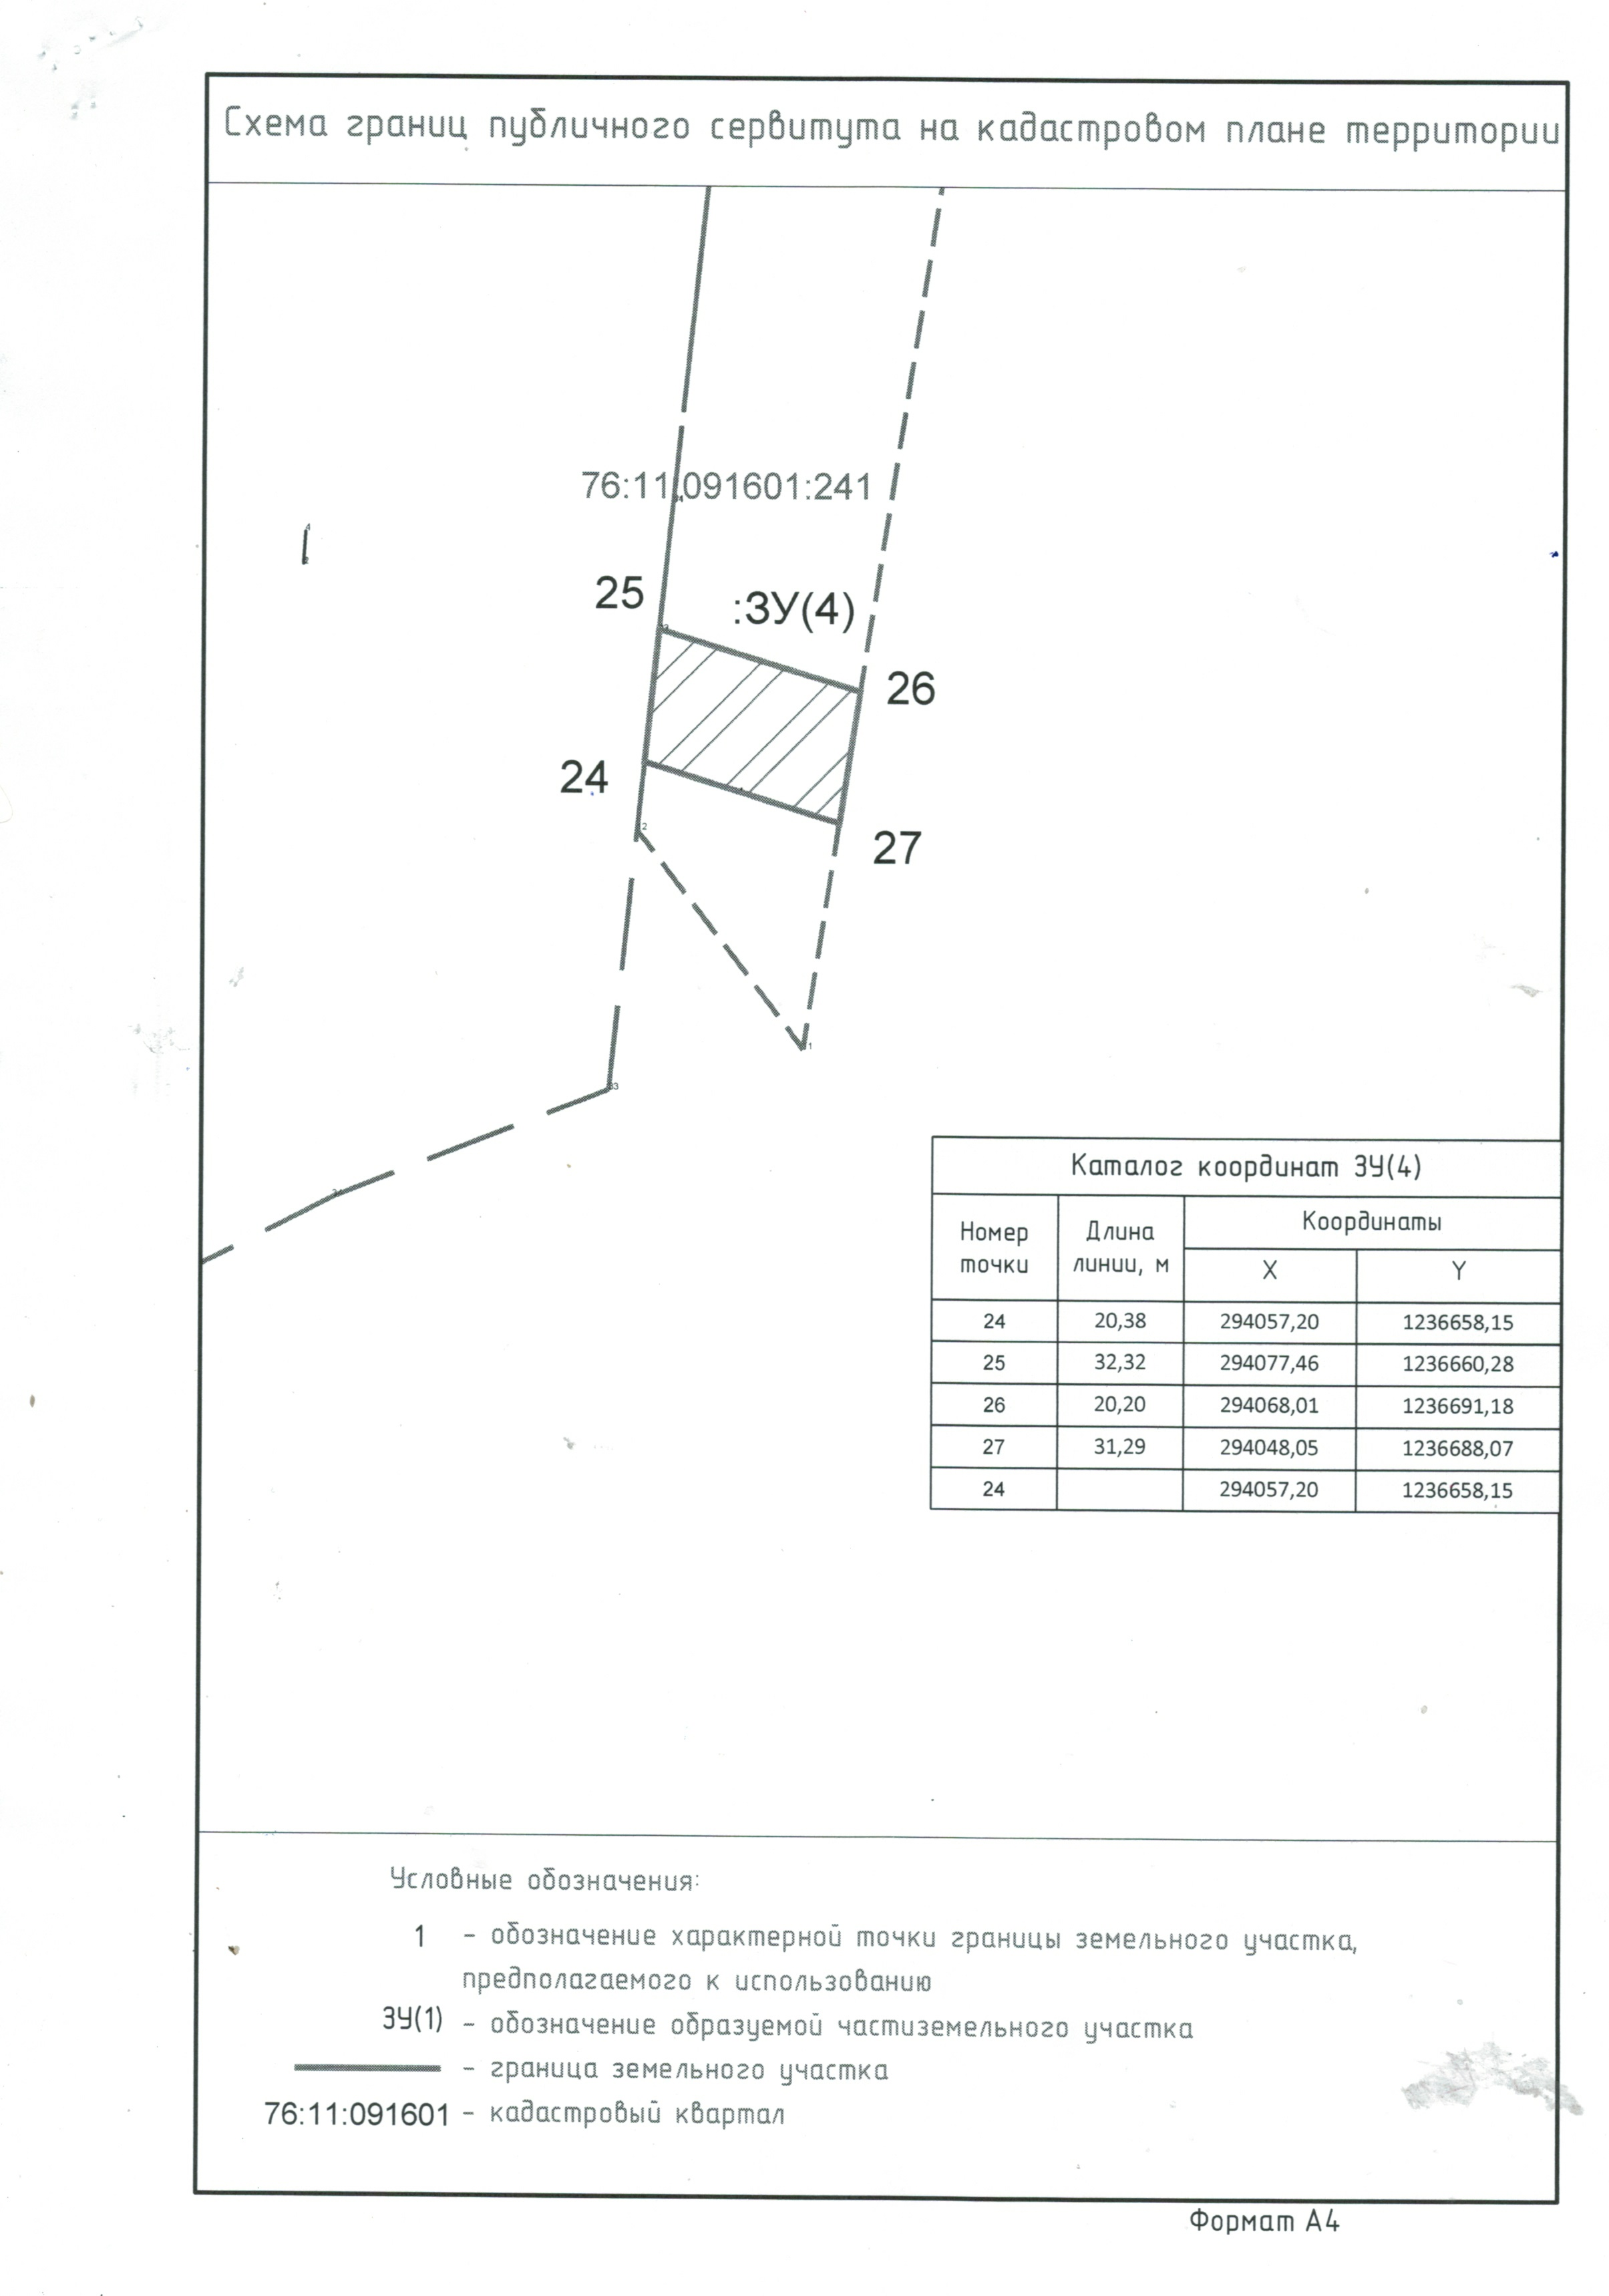 Схема границ публичного сервитута на кадастровом плане территории
76:11:091601:241
25
:ЗУ(4)
26
24
27
2
1
33
Каталог координат ЗУ(4)
Номер точки
Длина линии, м
Координаты
X
Y
24 20,38 294057,20 1236658,15
25 32,32 294077,46 1236660,28
26 20,20 294068,01 1236691,18
27 31,29 294048,05 1236688,07
24 294057,20 1236658,15
Условные обозначения:
1 - обозначение характерной точки границы земельного участка,
предполагаемого к использованию
ЗУ(1) - обозначение образуемой частиземельного участка
- граница земельного участка
76:11:091601 - кадастровый квартал
Формат А4